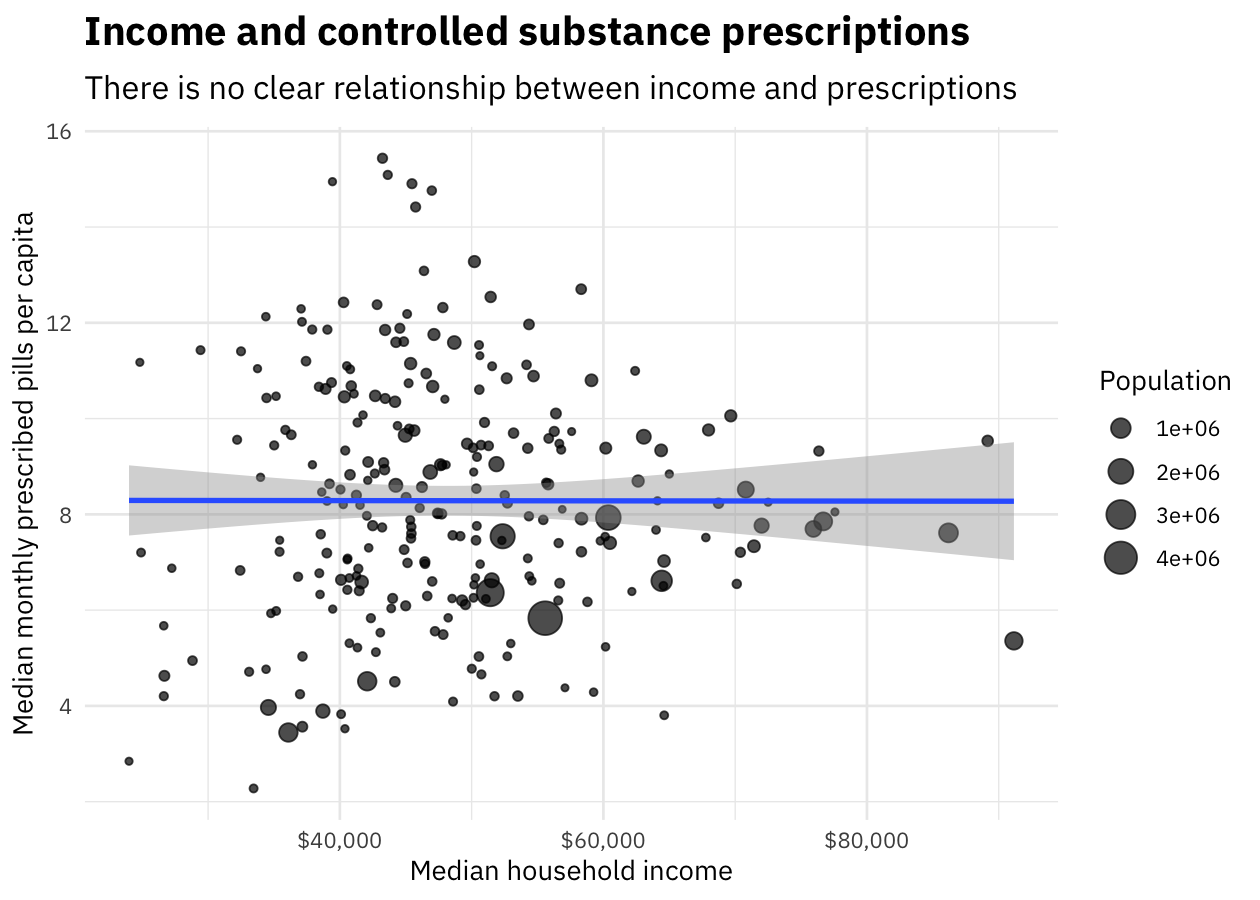 Income and controlled substance prescriptions
There is no clear relationship between income and prescriptions
16
12
8
4
Median monthly prescribed pills per capita
$40,000
$60,000
$80,000
Median household income
Population
1e+06
2e+06
3e+06
4e+06